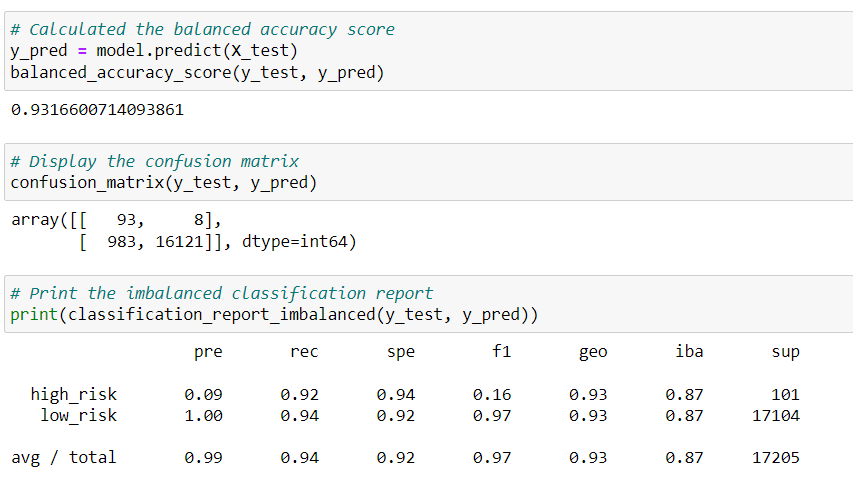 # Calculated the balanced accuracy score
y_pred = model.predict(X_test)
balanced_accuracy_score(y_test, y_pred)
0.9316600714093861
# Display the confusion matrix
confusion_matrix(y_test, y_pred)
array([[   93,     8],
       [  983, 16121]], dtype=int64)
# Print the imbalanced classification report
print(classification_report_imbalanced(y_test, y_pred))
pre rec spe f1 geo iba sup
high_risk 0.09 0.92 0.94 0.16 0.93 0.87 101
low_risk 1.00 0.94 0.92 0.97 0.93 0.87 17104
avg / total 0.99 0.94 0.92 0.97 0.93 0.87 17205